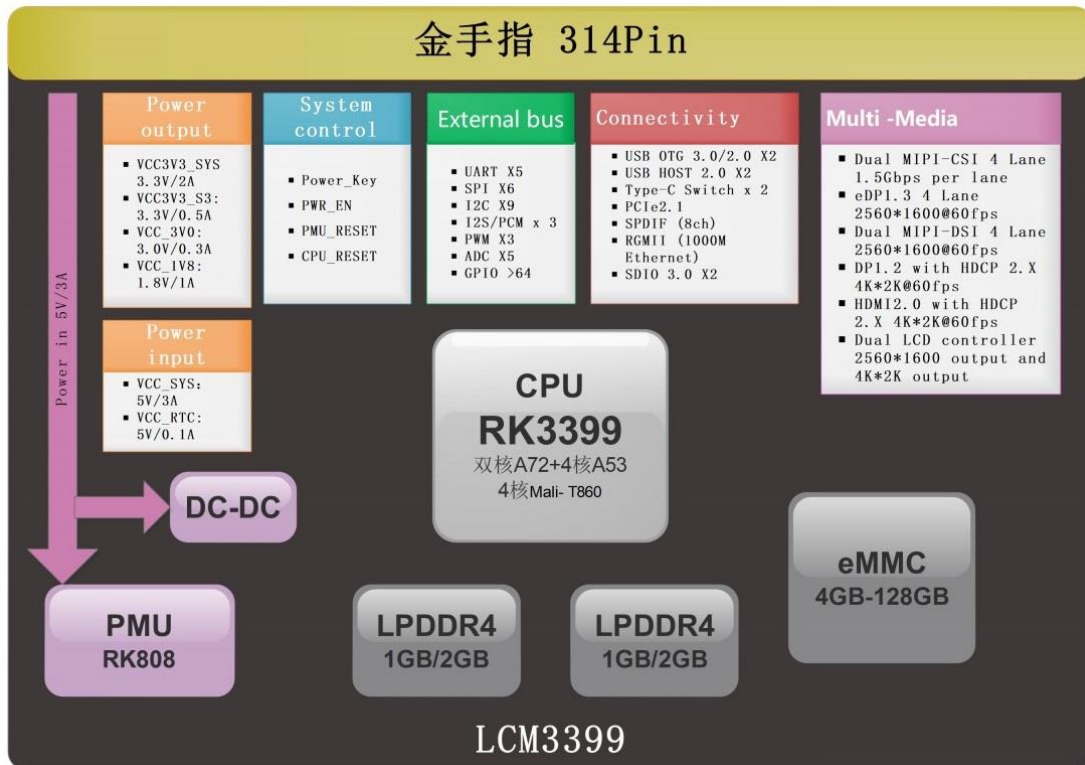 金手指 314Pin
Power in 5V/3A
Power
output
▪ VCC3V3_SYS
3.3V/2A
▪ VCC3V3_S3:
3.3V/0.5A
▪ VCC_3V0:
3.0V/0.3A
▪ VCC_1V8:
1.8V/1A
System
control
▪ Power_Key
▪ PWR_EN
▪ PMU_RESET
▪ CPU_RESET
External bus
▪ UART X5
▪ SPI X6
▪ I2C X9
▪ I2S/PCM x 3
▪ PWM X3
▪ ADC X5
▪ GPIO >64
Connectivity
▪ USB OTG 3.0/2.0 X2
▪ USB HOST 2.0 X2
▪ Type-C Switch x 2
▪ PCIe2.1
▪ SPDIF (8ch)
▪ RGMII (1000M
Ethernet)
▪ SDIO 3.0 X2
Multi -Media
▪ Dual MIPI-CSI 4 Lane
1.5Gbps per lane
▪ eDP1.3 4 Lane
2560*1600@60fps
▪ Dual MIPI-DSI 4 Lane
2560*1600@60fps
▪ DP1.2 with HDCP 2.X
4K*2K@60fps
▪ HDMI2.0 with HDCP
2.X 4K*2K@60fps
▪ Dual LCD controller
2560*1600 output and
4K*2K output
Power
input
▪ VCC_SYS:
5V/3A
▪ VCC_RTC:
5V/0.1A
CPU
RK3399
双核A72+4核A53
4核Mali- T860
DC-DC
eMMC
4GB-128GB
PMU
RK808
LPDDR4
1GB/2GB
LPDDR4
1GB/2GB
LCM3399